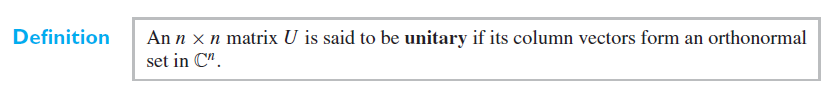 Definition
An n × n matrix U is said to be unitary if its column vectors form an orthonormal
set in ℂⁿ.